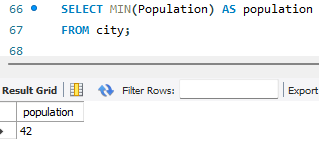 66 SELECT MIN(Population) AS population
67 FROM city;
68
Result Grid Filter Rows: Export
population
42